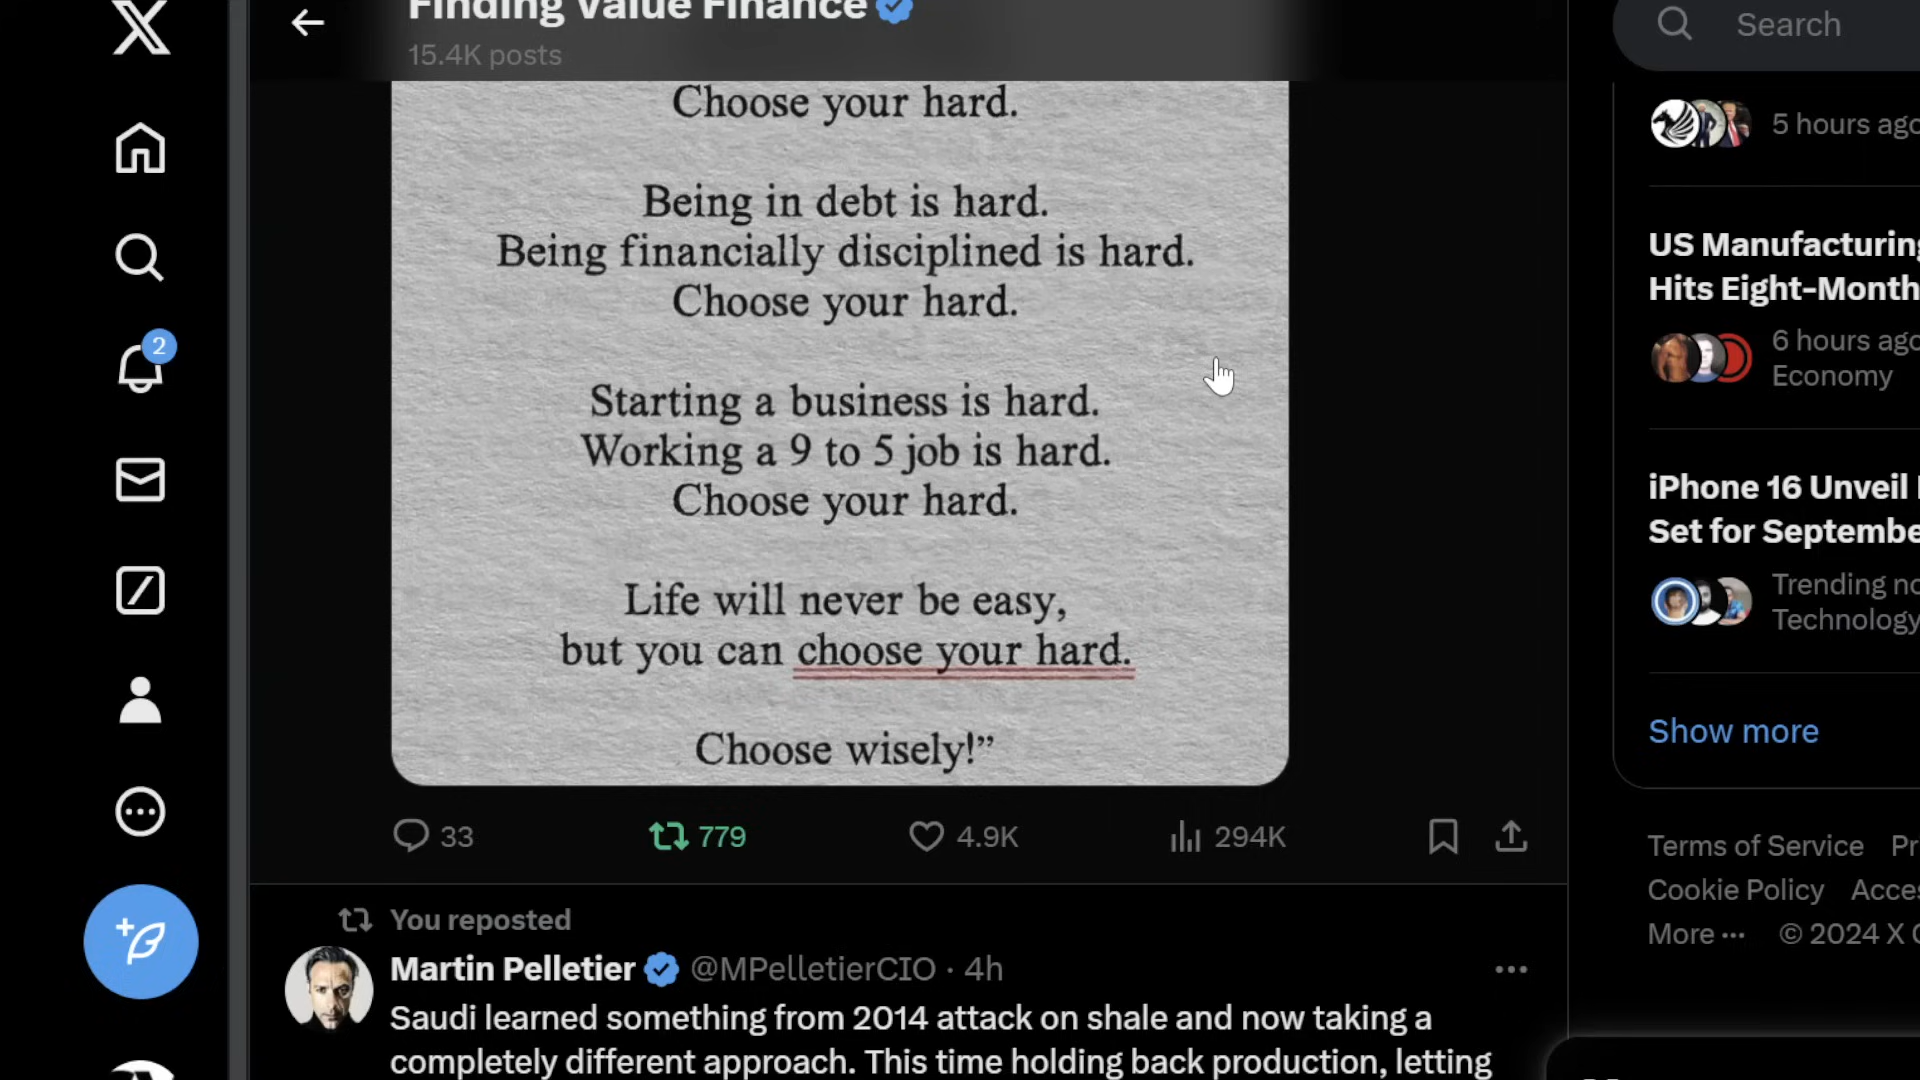 Finding Value Finance
15.4K posts
Search
Choose your hard.
Being in debt is hard.
Being financially disciplined is hard.
Choose your hard.
Starting a business is hard.
Working a 9 to 5 job is hard.
Choose your hard.
Life will never be easy,
but you can choose your hard.
Choose wisely!”
33
779
4.9K
294K
You reposted
Martin Pelletier @MPelletierCIO · 4h
Saudi learned something from 2014 attack on shale and now taking a
completely different approach. This time holding back production, letting
2
5 hours ago
US Manufacturing
Hits Eight-Month
6 hours ago
Economy
iPhone 16 Unveil
Set for Septembe
Trending no
Technology
Show more
Terms of Service Pr
Cookie Policy Acces
More ··· © 2024 X C